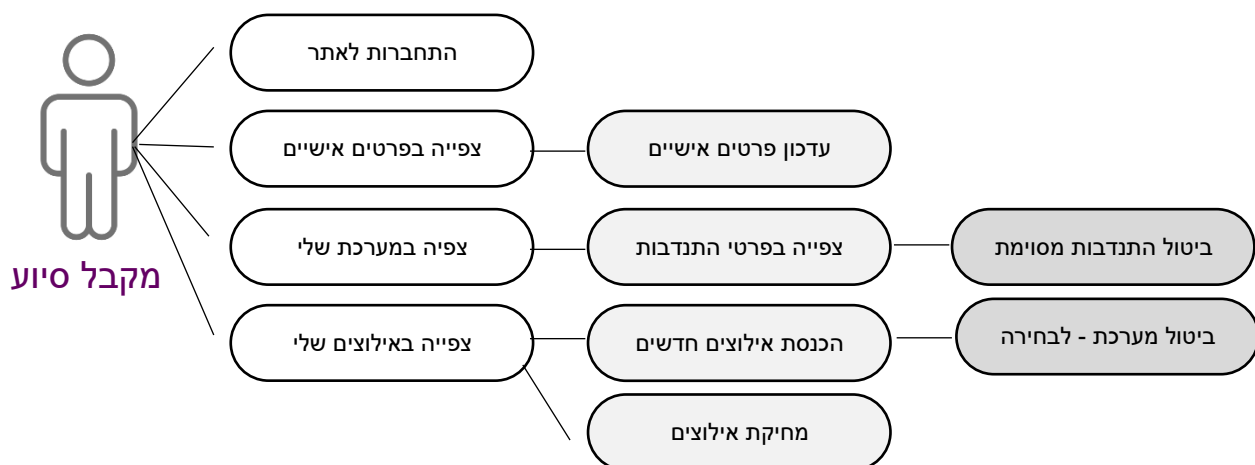 התחברות לאתר
צפייה בפרטים אישיים
עדכון פרטים אישיים
צפיה במערכת שלי
צפייה בפרטי התנדבות
ביטול התנדבות מסוימת
מקבל סיוע
צפייה באילוצים שלי
הכנסת אילוצים חדשים
ביטול מערכת - לבחירה
מחיקת אילוצים